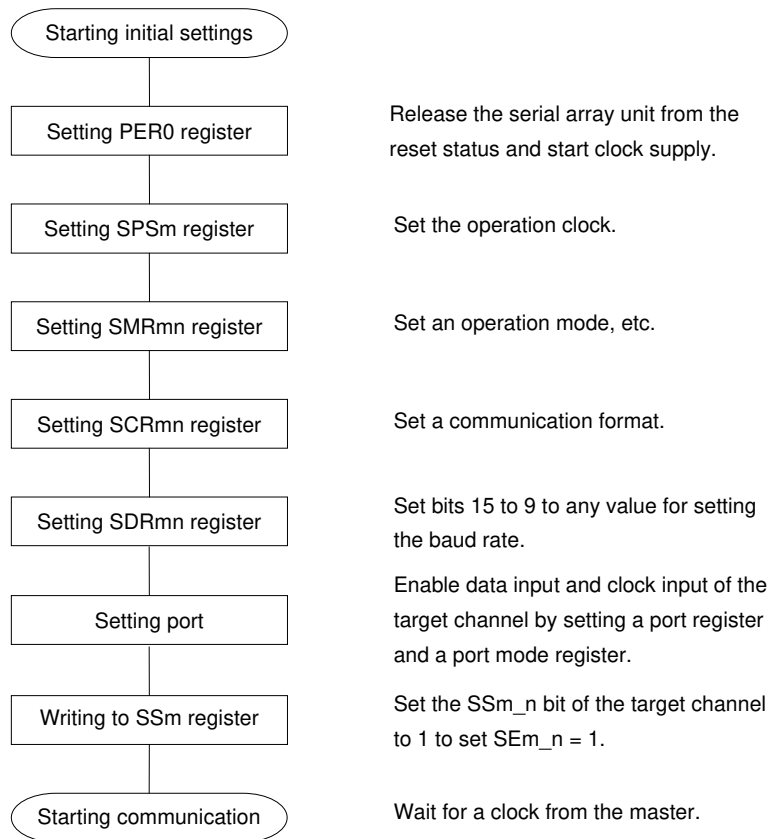 Starting initial settings
Setting PER0 register
Release the serial array unit from the
reset status and start clock supply.
Setting SPSm register
Set the operation clock.
Setting SMRmn register
Set an operation mode, etc.
Setting SCRmn register
Set a communication format.
Setting SDRmn register
Set bits 15 to 9 to any value for setting
the baud rate.
Setting port
Enable data input and clock input of the
target channel by setting a port register
and a port mode register.
Writing to SSm register
Set the SSm_n bit of the target channel
to 1 to set SEm_n = 1.
Starting communication
Wait for a clock from the master.